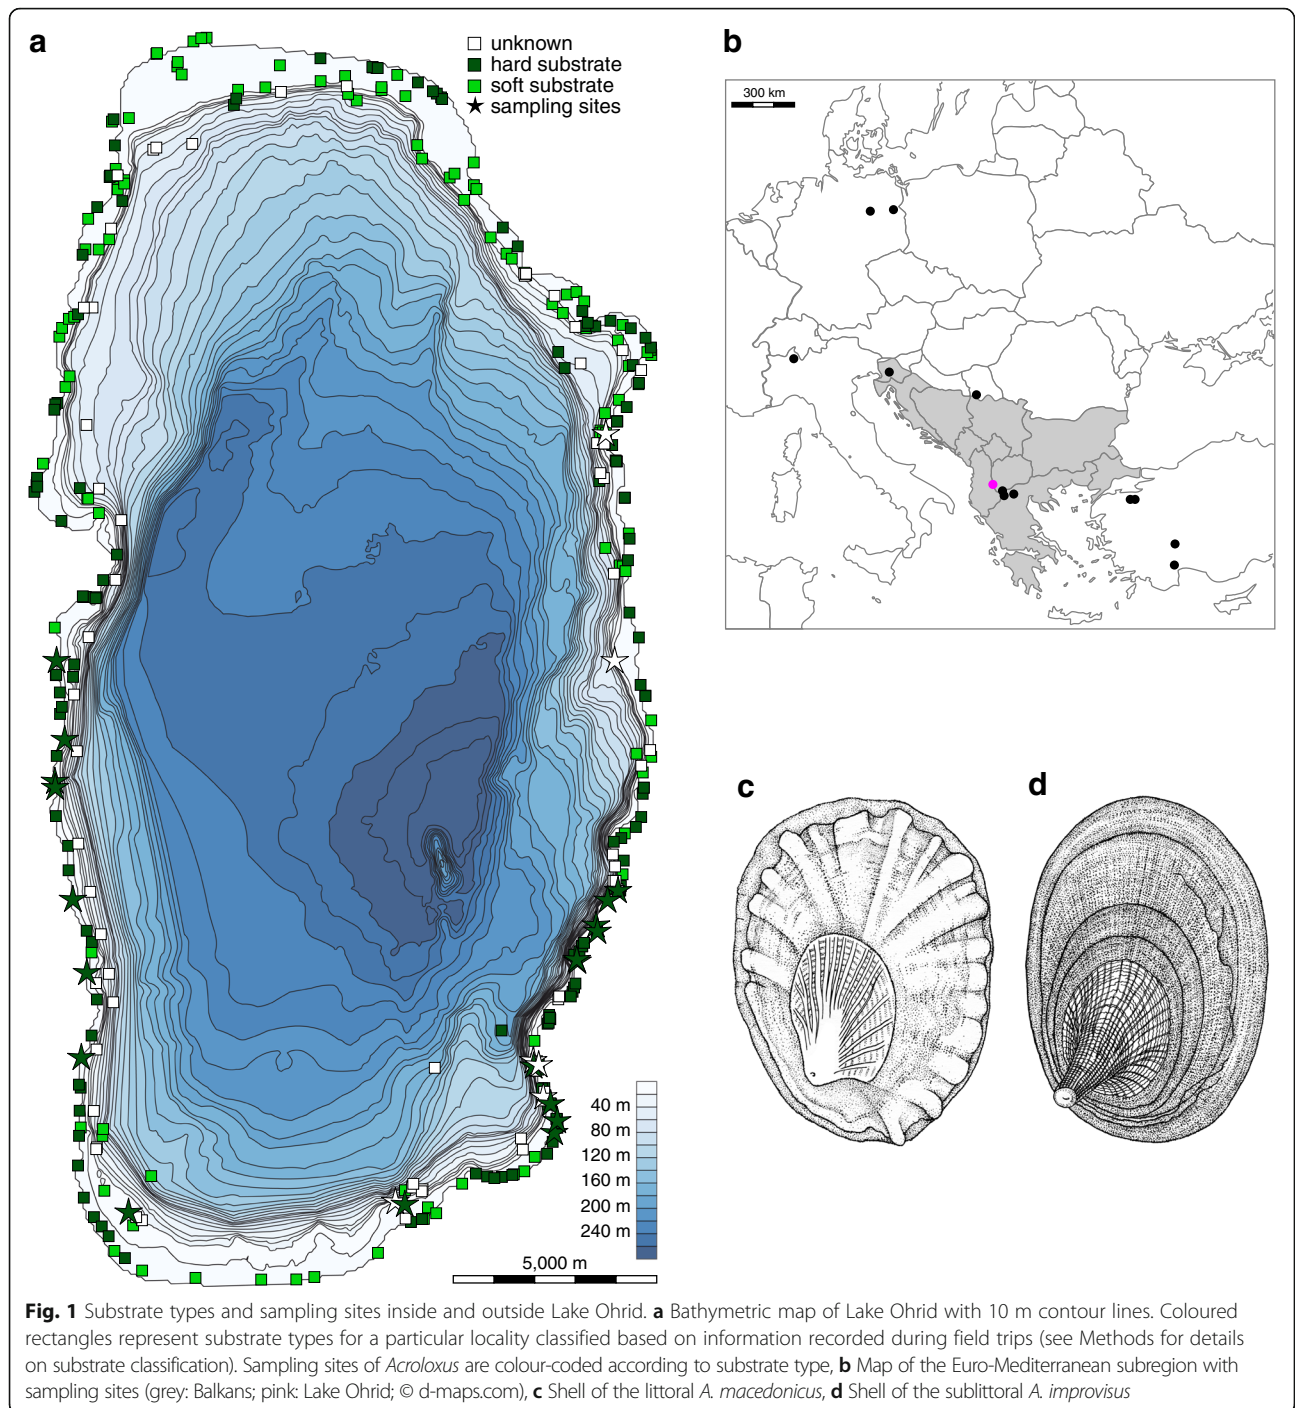 a
unknown
hard substrate
soft substrate
sampling sites
40 m
80 m
120 m
160 m
200 m
240 m
5,000 m
b
300 km
c
d
Fig. 1 Substrate types and sampling sites inside and outside Lake Ohrid. a Bathymetric map of Lake Ohrid with 10 m contour lines. Coloured
rectangles represent substrate types for a particular locality classified based on information recorded during field trips (see Methods for details
on substrate classification). Sampling sites of Acroloxus are colour-coded according to substrate type, b Map of the Euro-Mediterranean subregion with
sampling sites (grey: Balkans; pink: Lake Ohrid; © d-maps.com), c Shell of the littoral A. macedonicus, d Shell of the sublittoral A. improvisus